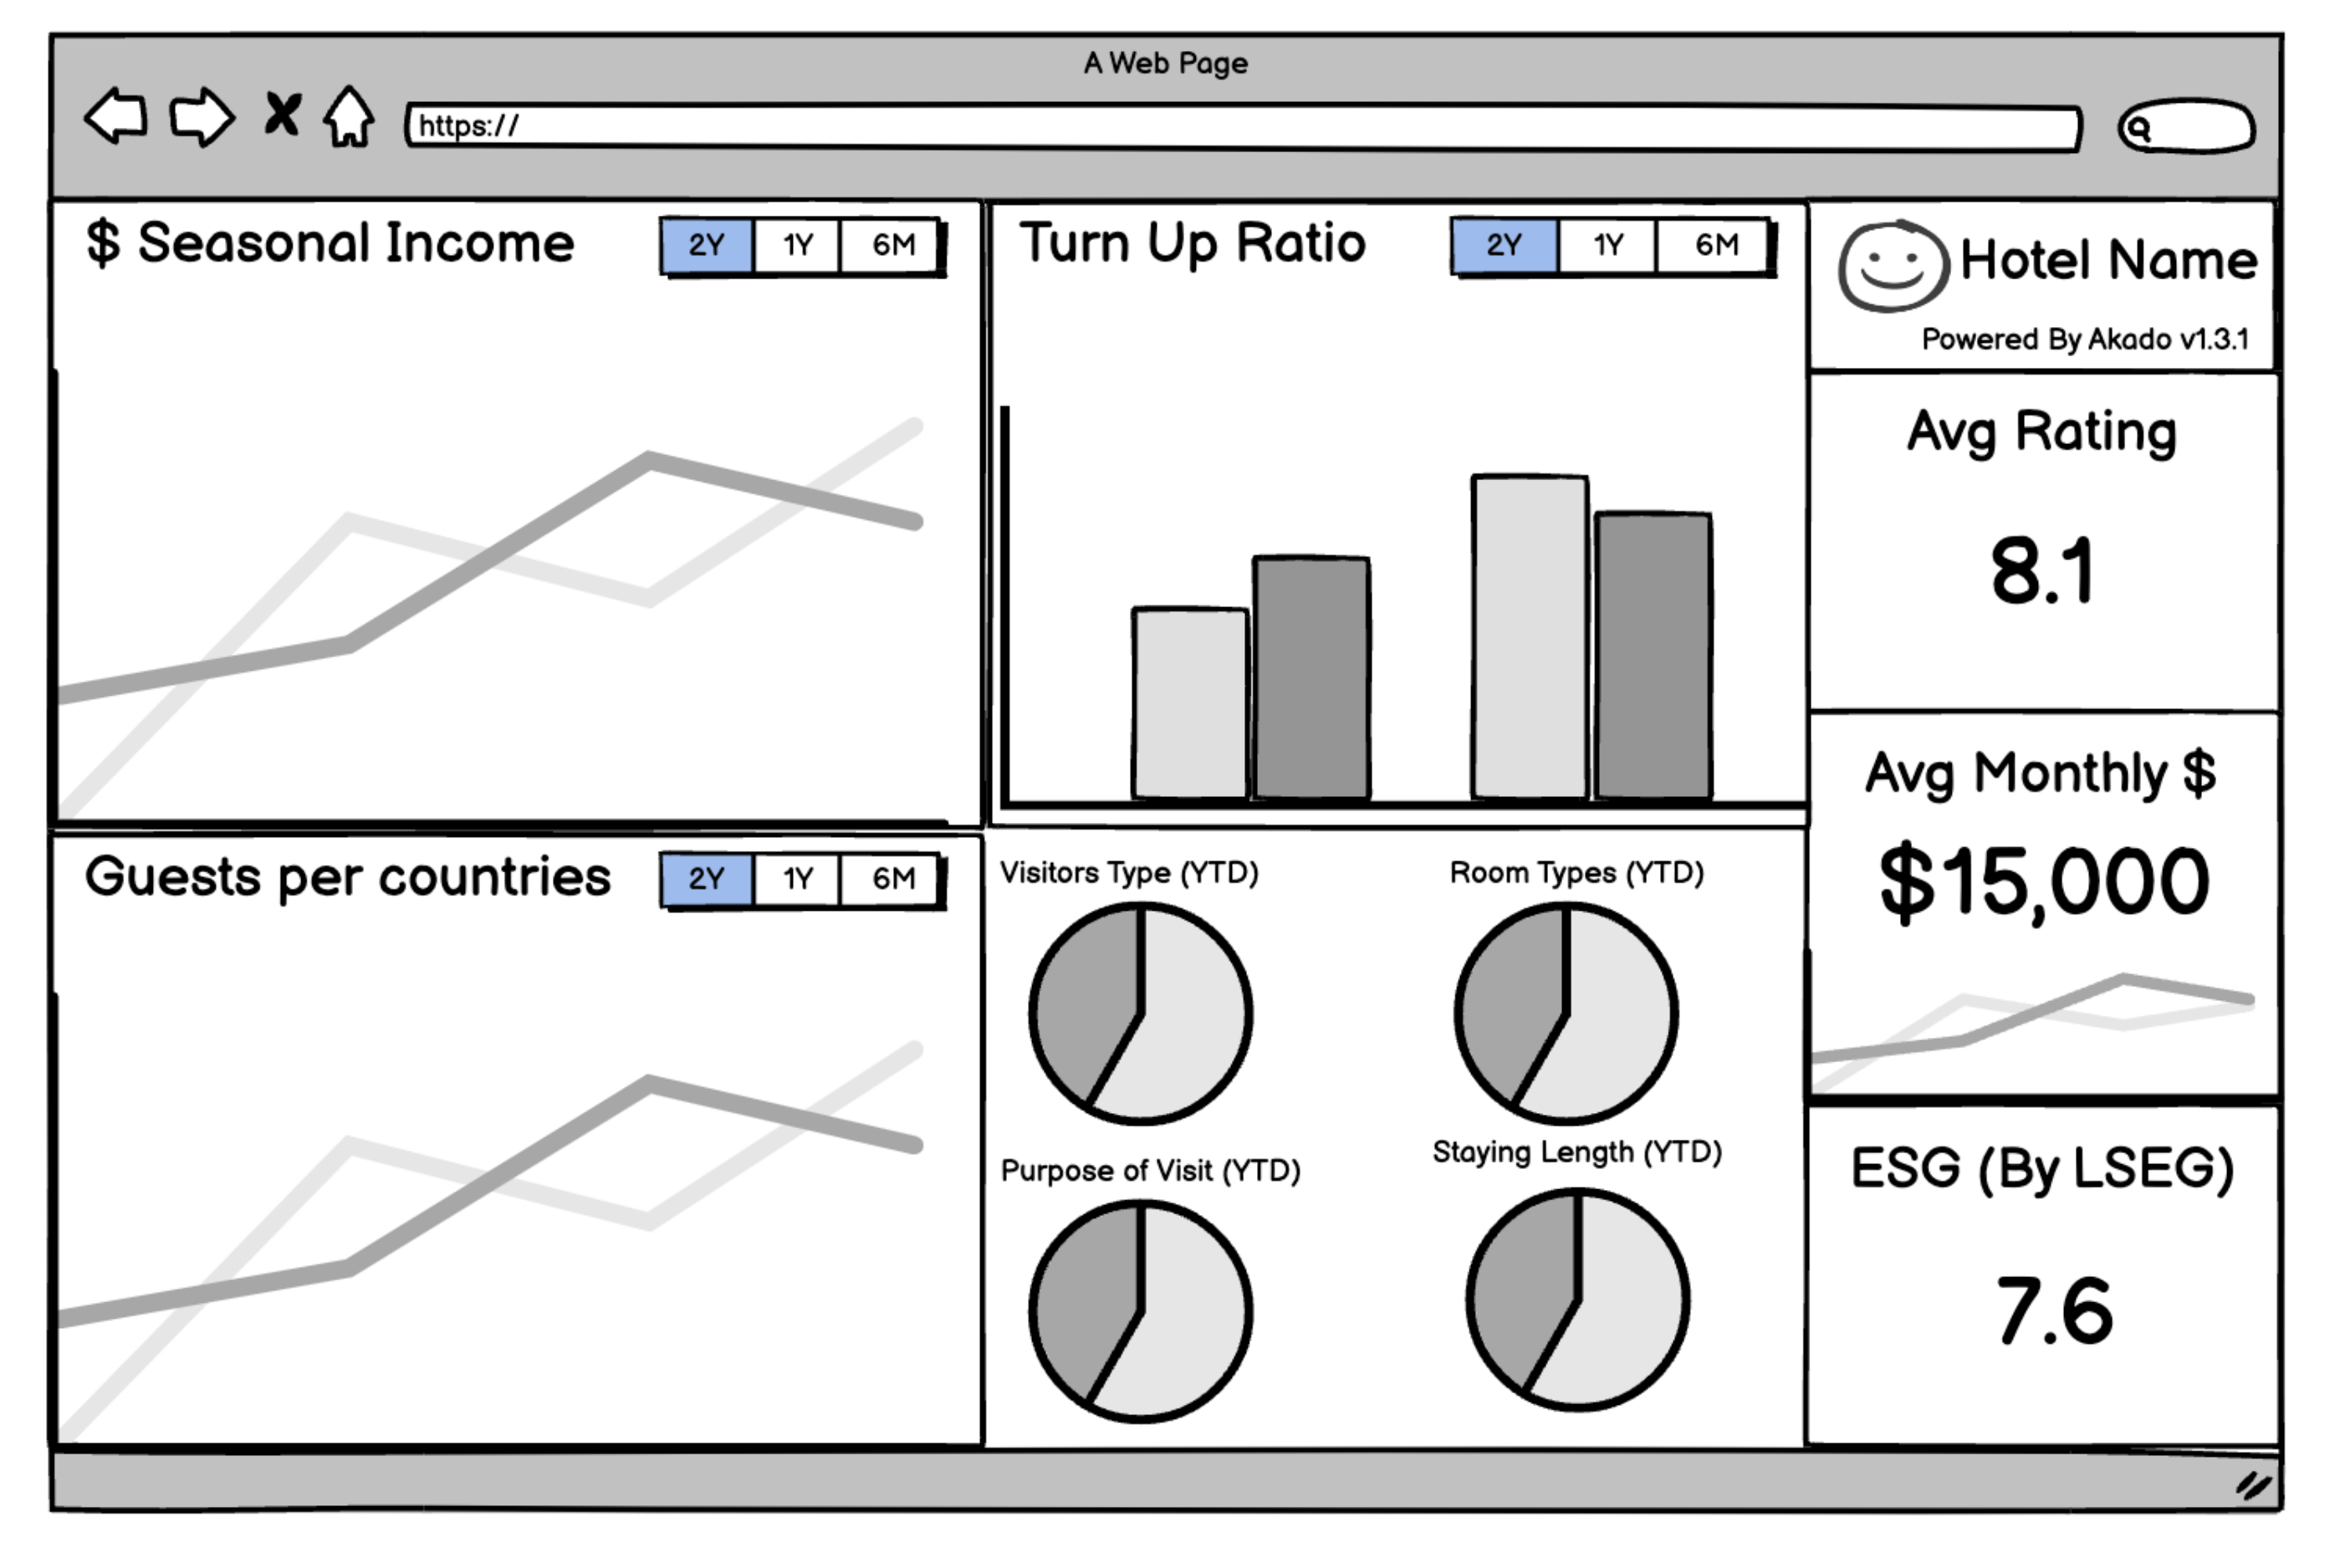 A Web Page
https://
$ Seasonal Income
2Y 1Y 6M
Turn Up Ratio
2Y 1Y 6M
Hotel Name
Powered By Akado v1.3.1
Avg Rating
8.1
Avg Monthly $
$15,000
Guests per countries
2Y 1Y 6M
Visitors Type (YTD)
Room Types (YTD)
Purpose of Visit (YTD)
Staying Length (YTD)
ESG (By LSEG)
7.6